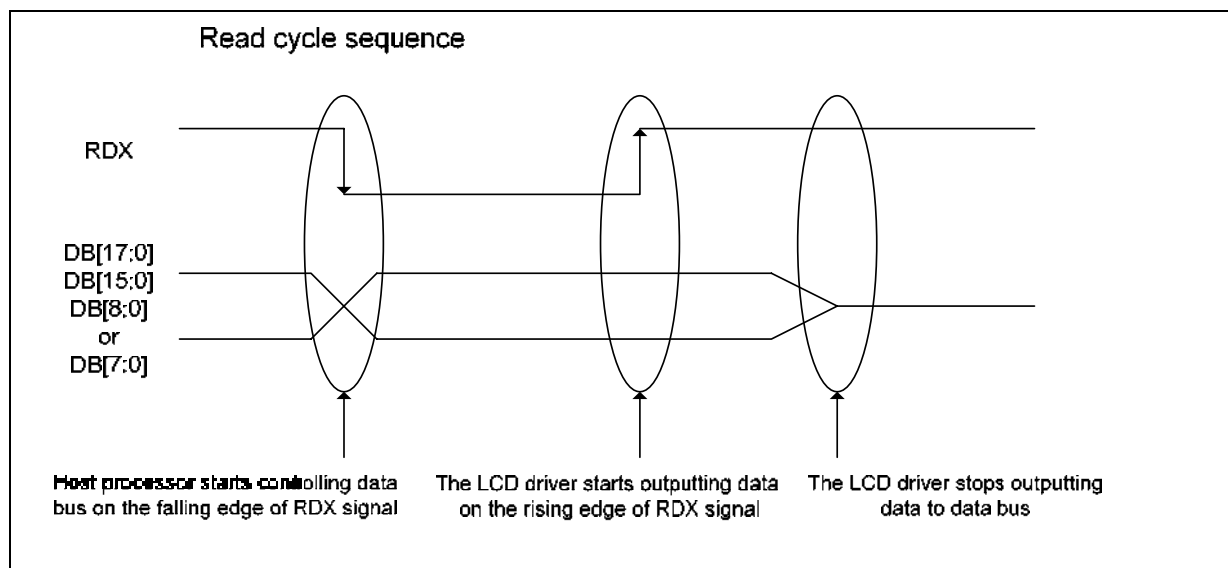 Read cycle sequence
RDX
DB[17:0]
DB[15:0]
DB[8:0]
or
DB[7:0]
Host processor starts controlling data
bus on the falling edge of RDX signal
The LCD driver starts outputting data
on the rising edge of RDX signal
The LCD driver stops outputting
data to data bus